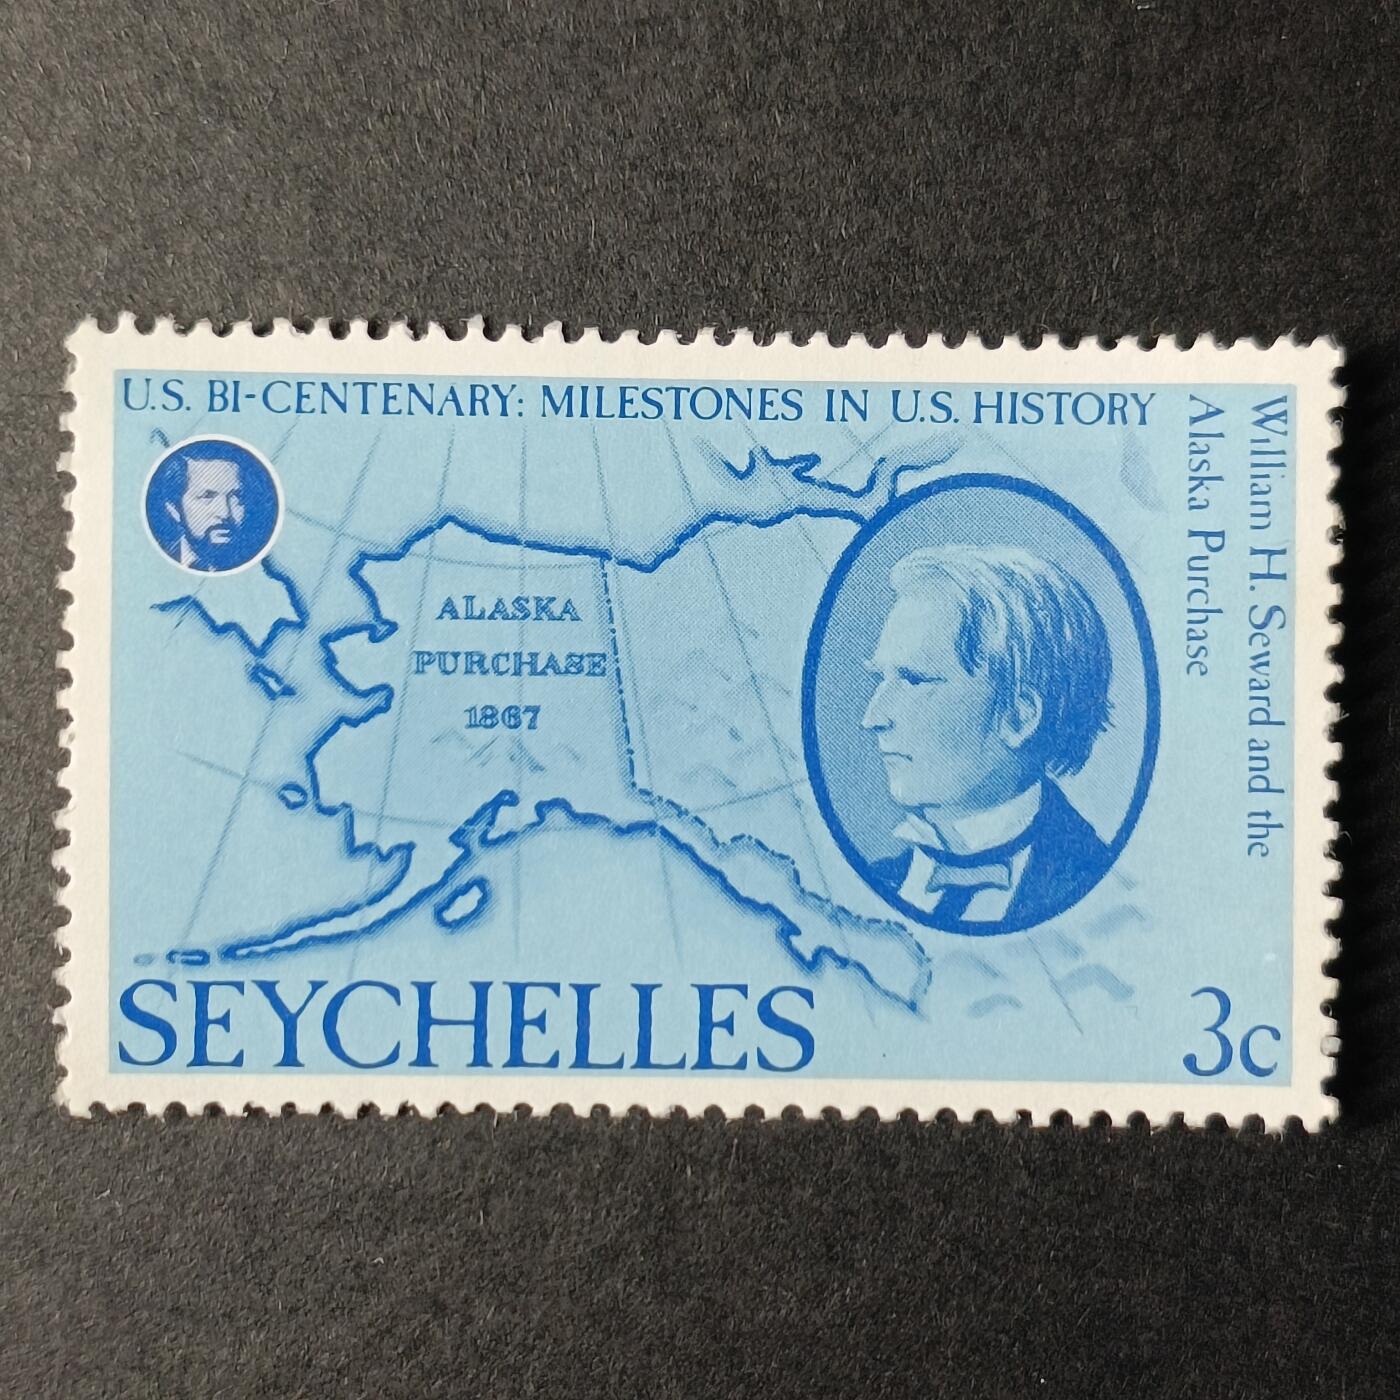 U.S. BI-CENTENARY: MILESTONES IN U.S. HISTORY
William H. Seward and the
Alaska Purchase
ALASKA
PURCHASE
1867
SEYCHELLES
3c